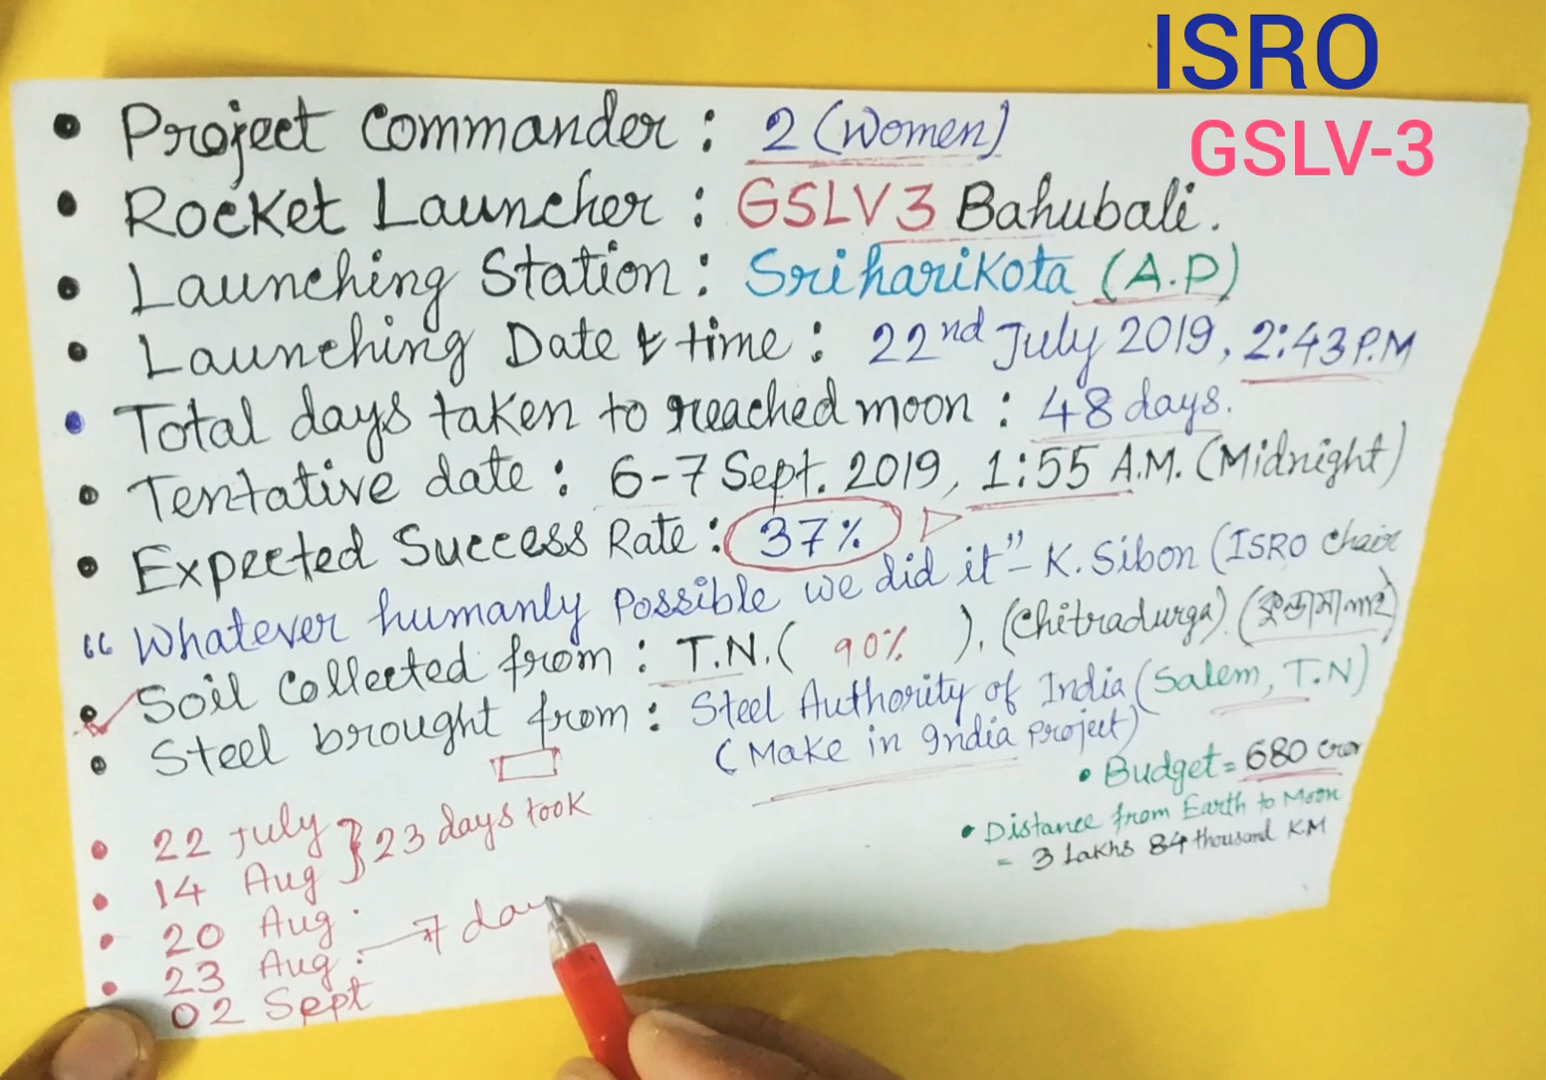 ISRO
GSLV-3
• Project Commander : 2 (Women)
• Rocket Launcher : GSLV 3 Bahubali.
• Launching Station : Sriharikota (A.P)
• Launching Date & time : 22nd July 2019, 2:43 P.M
• Total days taken to reached moon : 48 days.
• Tentative date : 6-7 Sept. 2019, 1:55 A.M. (Midnight)
• Expected Success Rate : 37%
"Whatever humanly Possible we did it" - K. Sibon (ISRO Chair
• Soil Collected from : T.N. ( 90% ). (Chitradurga)
• Steel brought from : Steel Authority of India (Salem, T.N)
(Make in India Project)
• Budget = 680 cror
• Distance from Earth to Moon
= 3 Lakhs 84 thousand KM
• 22 July } 23 days took
• 14 Aug
• 20 Aug.
• 23 Aug. 7 day
02 Sept